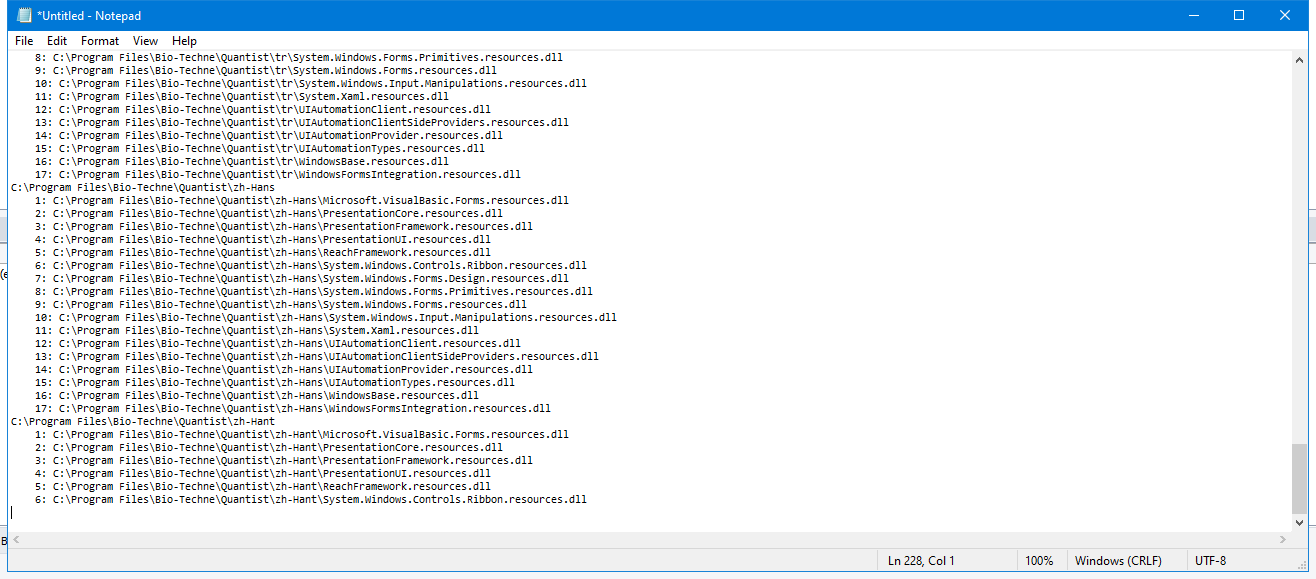 *Untitled - Notepad
File Edit Format View Help
8: C:\Program Files\Bio-Techne\Quantist\tr\System.Windows.Forms.Primitives.resources.dll
9: C:\Program Files\Bio-Techne\Quantist\tr\System.Windows.Forms.resources.dll
10: C:\Program Files\Bio-Techne\Quantist\tr\System.Windows.Input.Manipulations.resources.dll
11: C:\Program Files\Bio-Techne\Quantist\tr\System.Xaml.resources.dll
12: C:\Program Files\Bio-Techne\Quantist\tr\UIAutomationClient.resources.dll
13: C:\Program Files\Bio-Techne\Quantist\tr\UIAutomationClientSideProviders.resources.dll
14: C:\Program Files\Bio-Techne\Quantist\tr\UIAutomationProvider.resources.dll
15: C:\Program Files\Bio-Techne\Quantist\tr\UIAutomationTypes.resources.dll
16: C:\Program Files\Bio-Techne\Quantist\tr\WindowsBase.resources.dll
17: C:\Program Files\Bio-Techne\Quantist\tr\WindowsFormsIntegration.resources.dll
C:\Program Files\Bio-Techne\Quantist\zh-Hans
1: C:\Program Files\Bio-Techne\Quantist\zh-Hans\Microsoft.VisualBasic.Forms.resources.dll
2: C:\Program Files\Bio-Techne\Quantist\zh-Hans\PresentationCore.resources.dll
3: C:\Program Files\Bio-Techne\Quantist\zh-Hans\PresentationFramework.resources.dll
4: C:\Program Files\Bio-Techne\Quantist\zh-Hans\PresentationUI.resources.dll
5: C:\Program Files\Bio-Techne\Quantist\zh-Hans\ReachFramework.resources.dll
6: C:\Program Files\Bio-Techne\Quantist\zh-Hans\System.Windows.Controls.Ribbon.resources.dll
7: C:\Program Files\Bio-Techne\Quantist\zh-Hans\System.Windows.Forms.Design.resources.dll
8: C:\Program Files\Bio-Techne\Quantist\zh-Hans\System.Windows.Forms.Primitives.resources.dll
9: C:\Program Files\Bio-Techne\Quantist\zh-Hans\System.Windows.Forms.resources.dll
10: C:\Program Files\Bio-Techne\Quantist\zh-Hans\System.Windows.Input.Manipulations.resources.dll
11: C:\Program Files\Bio-Techne\Quantist\zh-Hans\System.Xaml.resources.dll
12: C:\Program Files\Bio-Techne\Quantist\zh-Hans\UIAutomationClient.resources.dll
13: C:\Program Files\Bio-Techne\Quantist\zh-Hans\UIAutomationClientSideProviders.resources.dll
14: C:\Program Files\Bio-Techne\Quantist\zh-Hans\UIAutomationProvider.resources.dll
15: C:\Program Files\Bio-Techne\Quantist\zh-Hans\UIAutomationTypes.resources.dll
16: C:\Program Files\Bio-Techne\Quantist\zh-Hans\WindowsBase.resources.dll
17: C:\Program Files\Bio-Techne\Quantist\zh-Hans\WindowsFormsIntegration.resources.dll
C:\Program Files\Bio-Techne\Quantist\zh-Hant
1: C:\Program Files\Bio-Techne\Quantist\zh-Hant\Microsoft.VisualBasic.Forms.resources.dll
2: C:\Program Files\Bio-Techne\Quantist\zh-Hant\PresentationCore.resources.dll
3: C:\Program Files\Bio-Techne\Quantist\zh-Hant\PresentationFramework.resources.dll
4: C:\Program Files\Bio-Techne\Quantist\zh-Hant\PresentationUI.resources.dll
5: C:\Program Files\Bio-Techne\Quantist\zh-Hant\ReachFramework.resources.dll
6: C:\Program Files\Bio-Techne\Quantist\zh-Hant\System.Windows.Controls.Ribbon.resources.dll
Ln 228, Col 1 100% Windows (CRLF) UTF-8